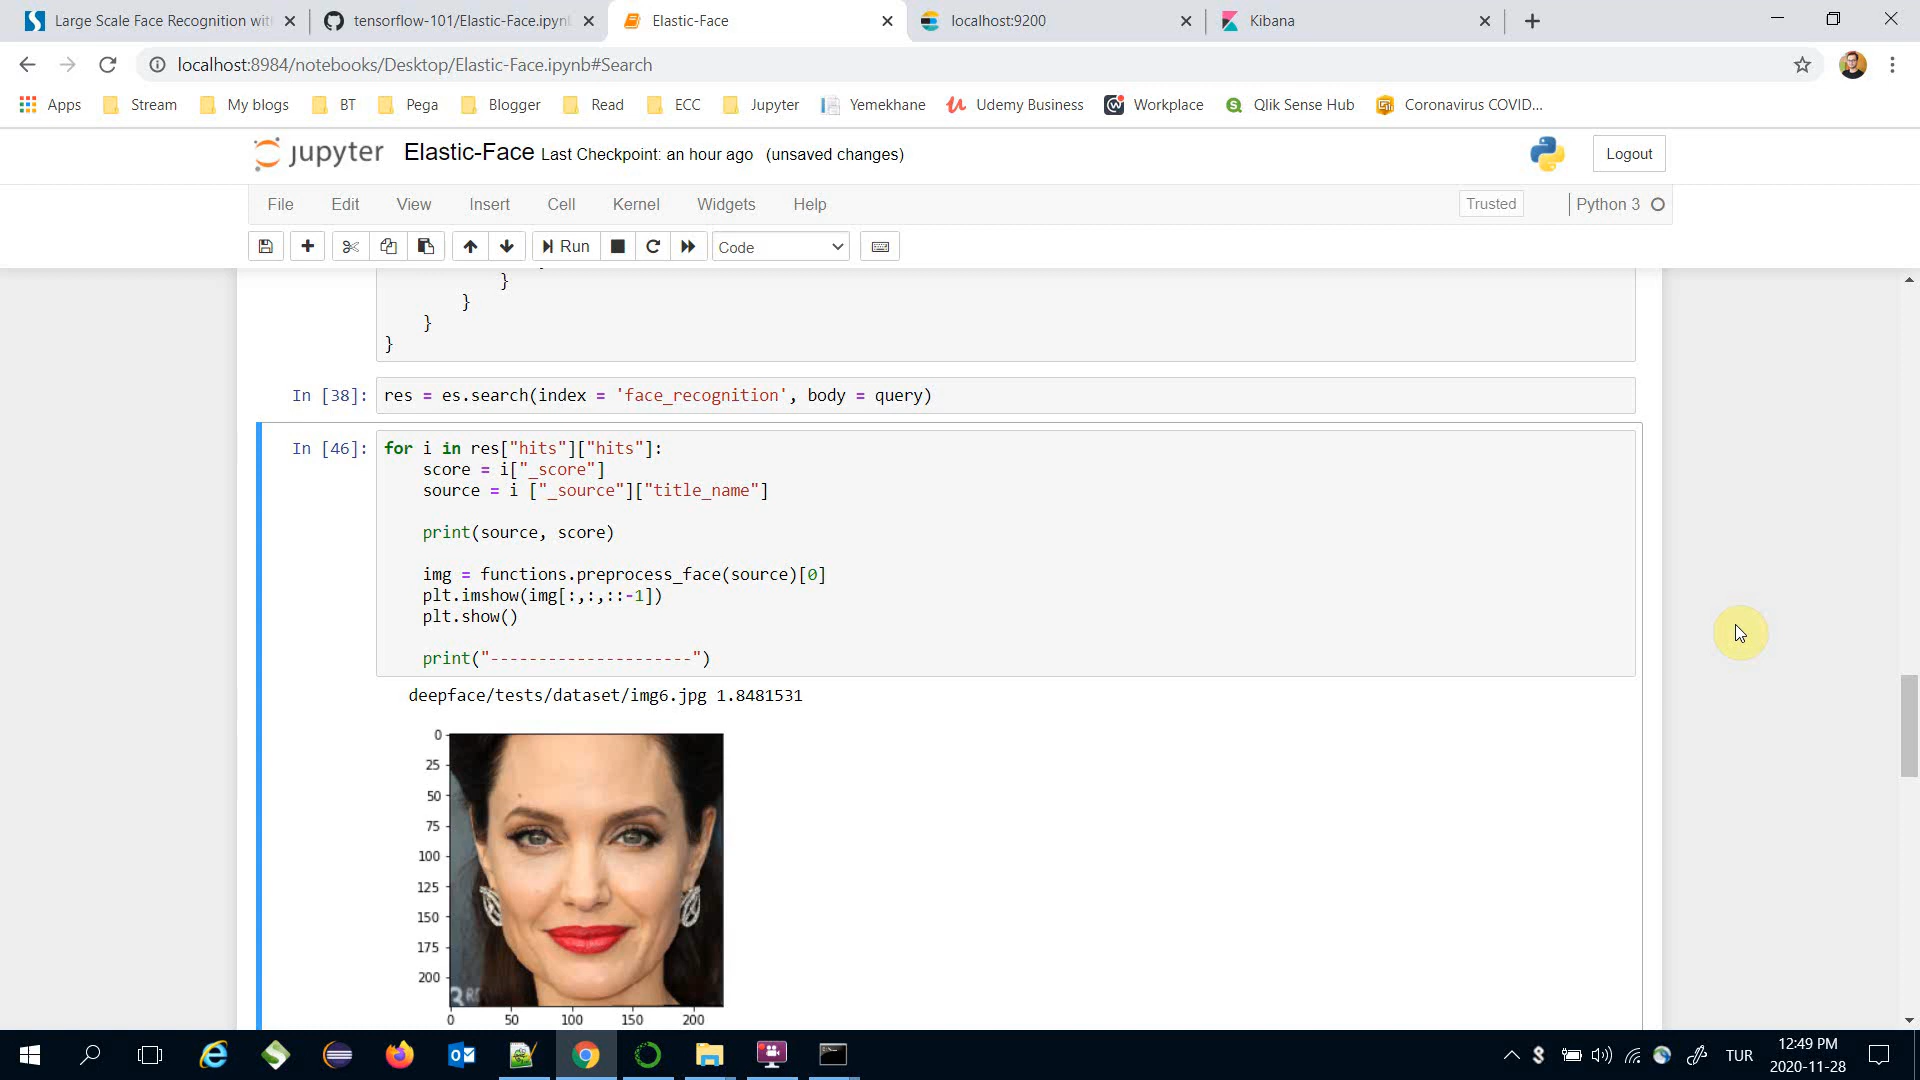 Large Scale Face Recognition wit
tensorflow-101/Elastic-Face.ipyn
Elastic-Face
localhost:9200
Kibana
localhost:8984/notebooks/Desktop/Elastic-Face.ipynb#Search
Apps Stream My blogs BT Pega Blogger Read ECC Jupyter Yemekhane Udemy Business Workplace Qlik Sense Hub Coronavirus COVID...
jupyter Elastic-Face Last Checkpoint: an hour ago (unsaved changes) Logout
File Edit View Insert Cell Kernel Widgets Help Trusted Python 3
Run Code
}
}
}
}
In [38]: res = es.search(index = 'face_recognition', body = query)
In [46]: for i in res["hits"]["hits"]:
score = i["_score"]
source = i ["_source"]["title_name"]
print(source, score)
img = functions.preprocess_face(source)[0]
plt.imshow(img[:,:,::-1])
plt.show()
print("---------------------")
deepface/tests/dataset/img6.jpg 1.8481531
0
25
50
75
100
125
150
175
200
0 50 100 150 200
TUR
12:49 PM
2020-11-28